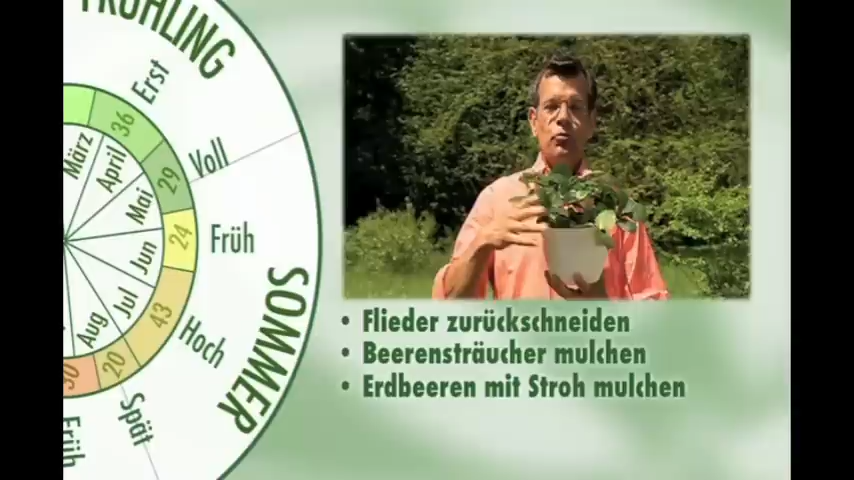 FRÜHLING
Erst
Voll
Früh
Hoch
SOMMER
Spät
Früh
36
29
24
43
20
30
März
April
Mai
Jun
Jul
Aug
• Flieder zurückschneiden
• Beerensträucher mulchen
• Erdbeeren mit Stroh mulchen